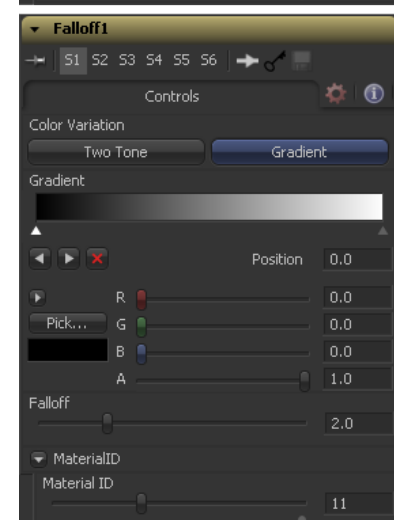 Falloff1
S1 S2 S3 S4 S5 S6
Controls
Color Variation
Two Tone Gradient
Gradient
Position 0.0
R 0.0
Pick... G 0.0
B 0.0
A 1.0
Falloff
2.0
MaterialID
Material ID
11